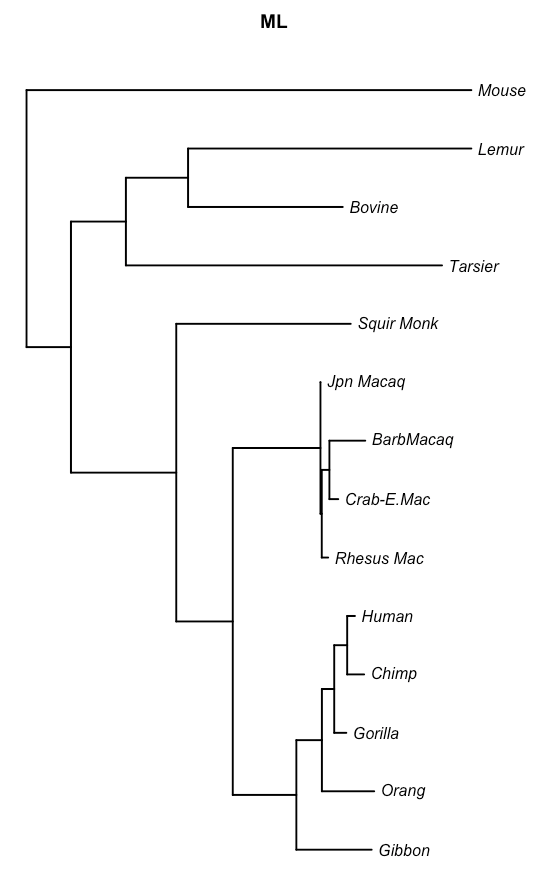 ML
Mouse
Lemur
Bovine
Tarsier
Squir Monk
Jpn Macaq
BarbMacaq
Crab-E.Mac
Rhesus Mac
Human
Chimp
Gorilla
Orang
Gibbon